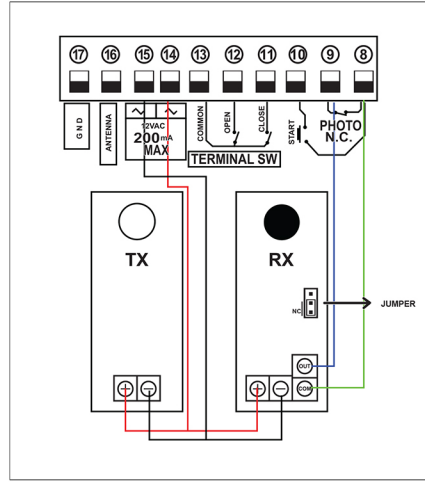 17 16 15 14 13 12 11 10 9 8
GND
ANTENNA
12VAC
200mA
MAX
COMMON
OPEN
CLOSE
TERMINAL SW
START
PHOTO
N.C.
TX
RX
NC
JUMPER
OUT
COM
+ − + −